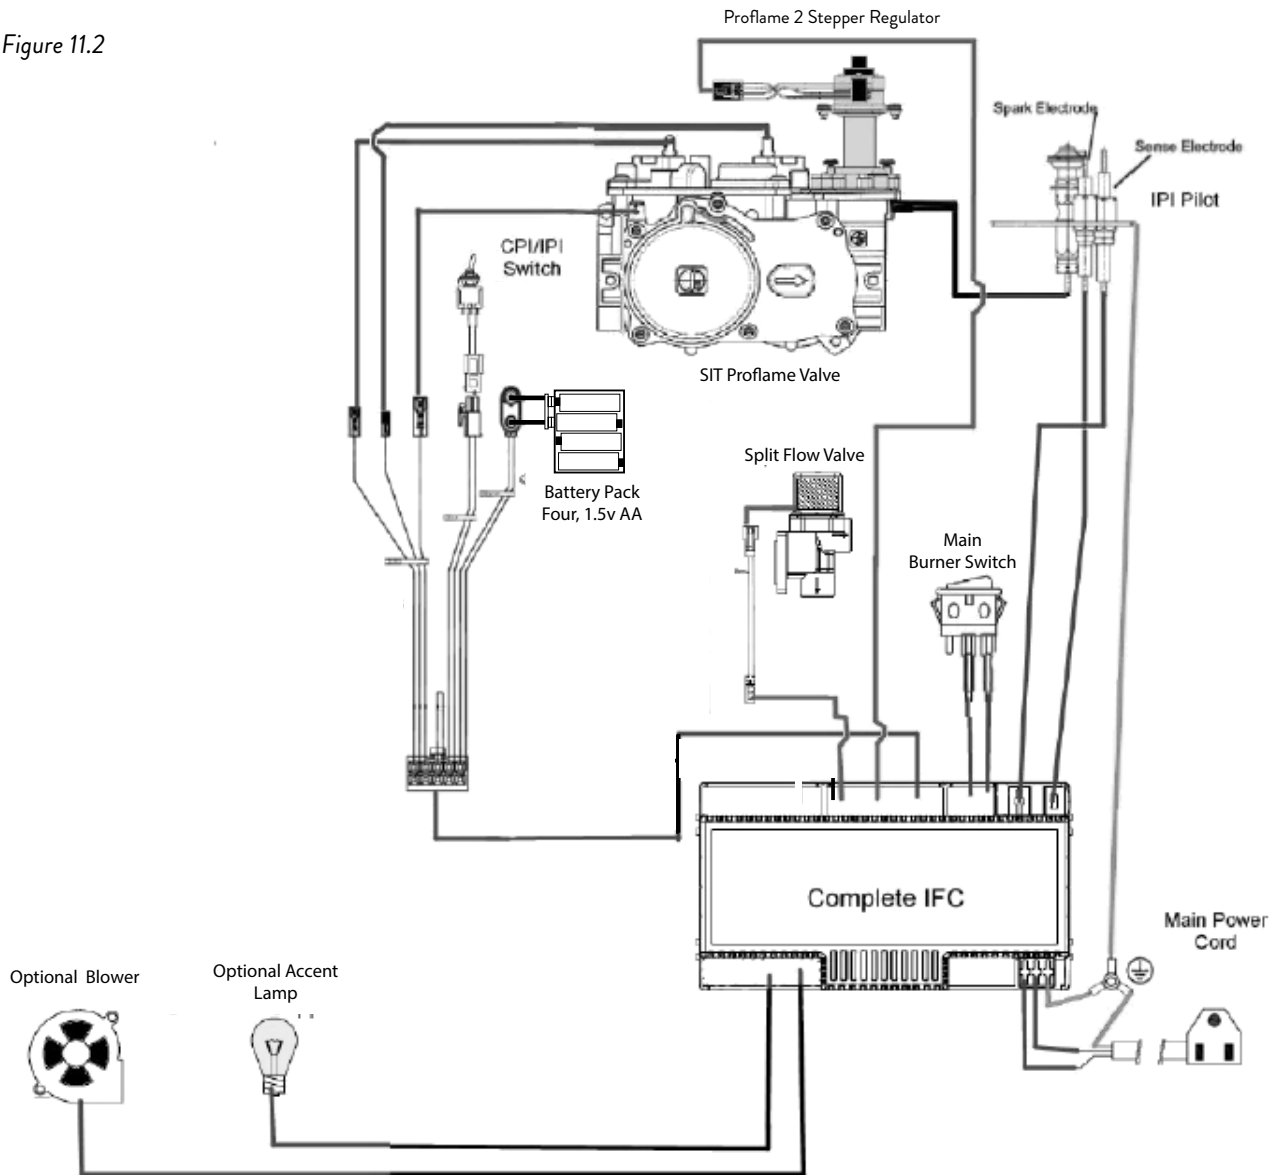 Proflame 2 Stepper Regulator
Figure 11.2
Spark Electrode
Sense Electrode
IPI Pilot
CPI/IPI
Switch
SIT Proflame Valve
Split Flow Valve
Battery Pack
Four, 1.5v AA
Main
Burner Switch
Complete IFC
Main Power
Cord
Optional Blower
Optional Accent
Lamp